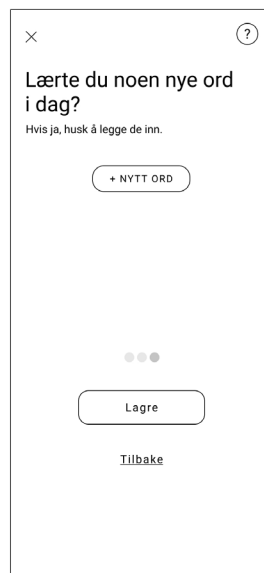 ?
Lærte du noen nye ord
i dag?
Hvis ja, husk å legge de inn.
+ NYTT ORD
Lagre
Tilbake